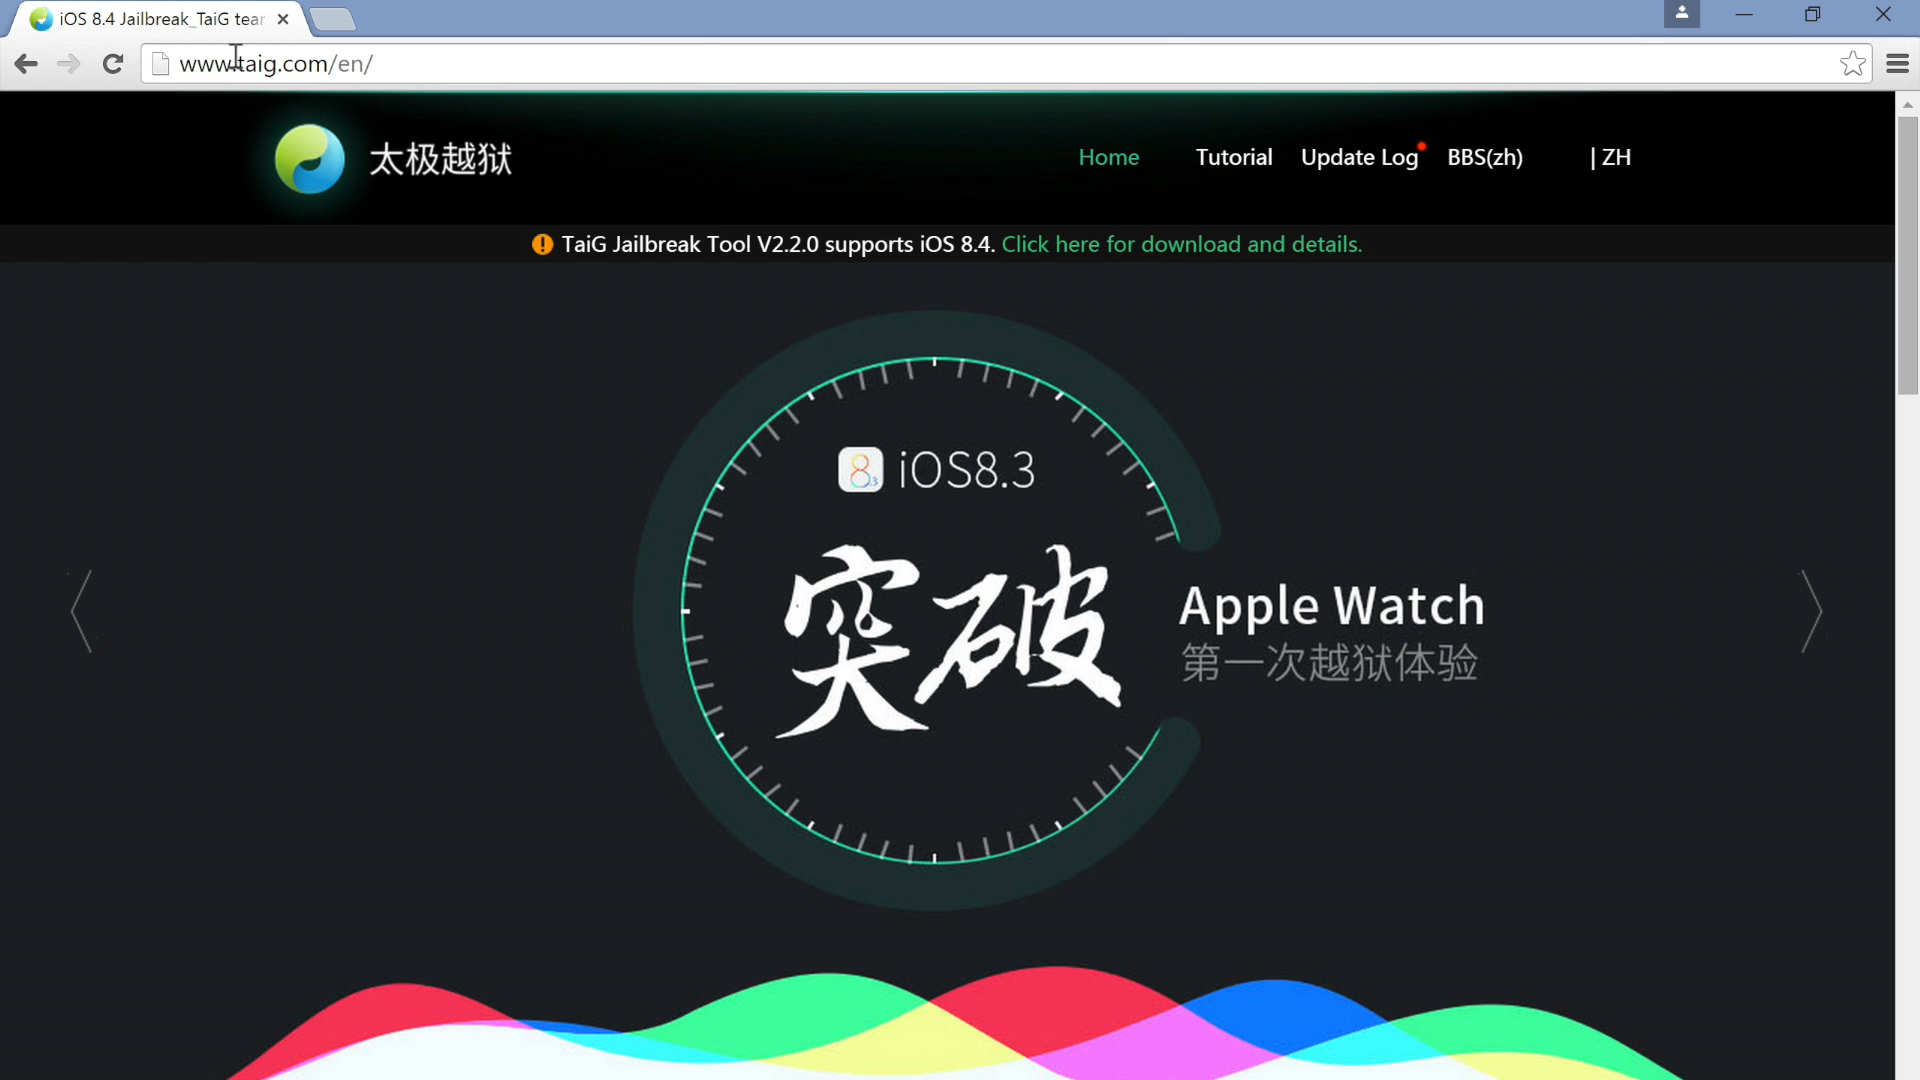 iOS 8.4 Jailbreak_TaiG tear
www.taig.com/en/
太极越狱
Home Tutorial Update Log BBS(zh) | ZH
TaiG Jailbreak Tool V2.2.0 supports iOS 8.4. Click here for download and details.
8.3 iOS8.3
突破
Apple Watch
第一次越狱体验